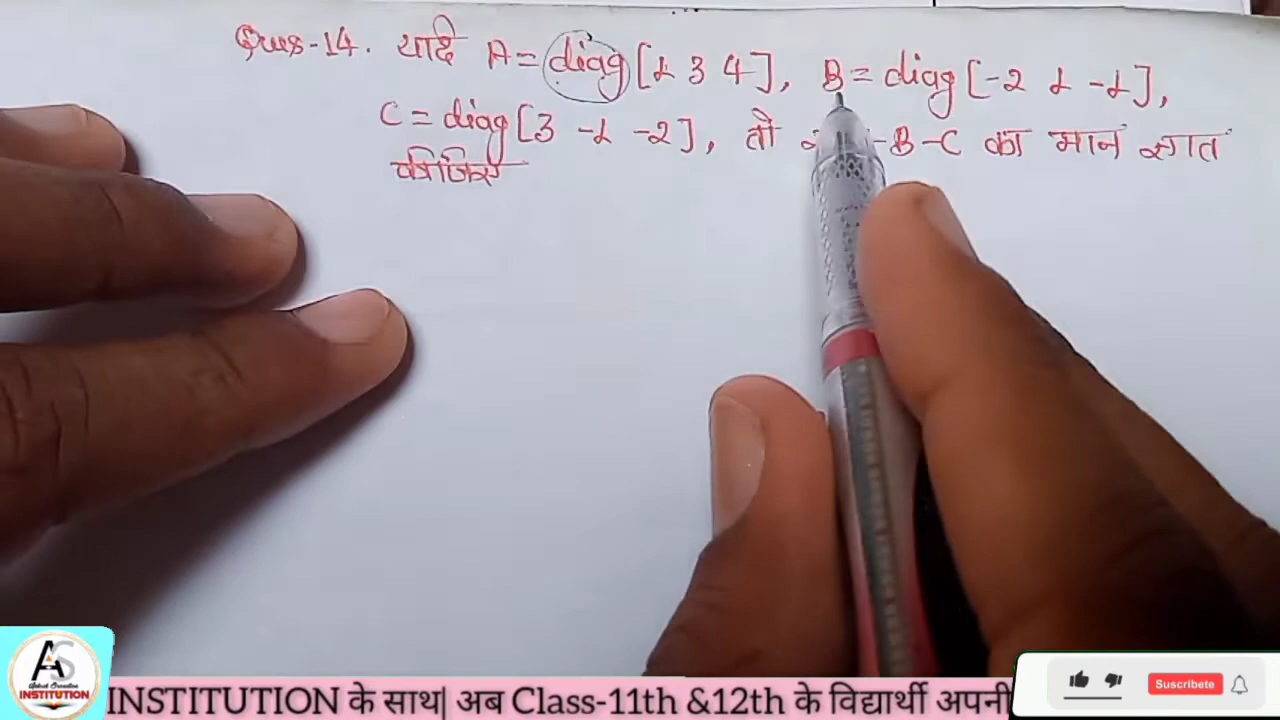 Ques-14. यदि A = diag [1 3 4], B = diag [-2 1 -1],
C = diag [3 -1 -2], तो -B-C का मान ज्ञात
कीजिए
AS
INSTITUTION
INSTITUTION के साथ| अब Class-11th &12th के विद्यार्थी अपनी
Suscribete